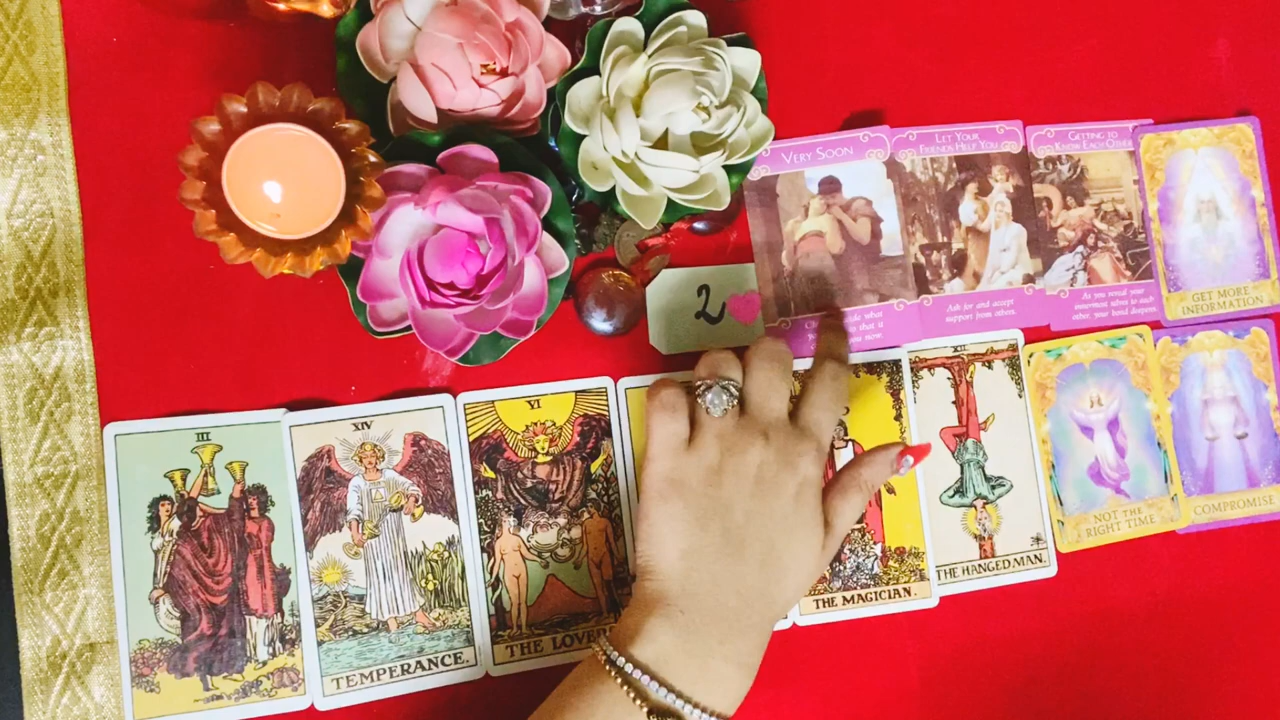 VERY SOON
LET YOUR
FRIENDS HELP YOU
Ask for and accept
support from others.
GETTING TO
KNOW EACH OTHER
As you reveal your
innermost selves to each
other, your bond deepens.
GET MORE
INFORMATION
2
III
XIV
TEMPERANCE.
VI
THE LOVE
THE MAGICIAN.
XII
THE HANGED MAN.
NOT THE
RIGHT TIME
COMPROMISE